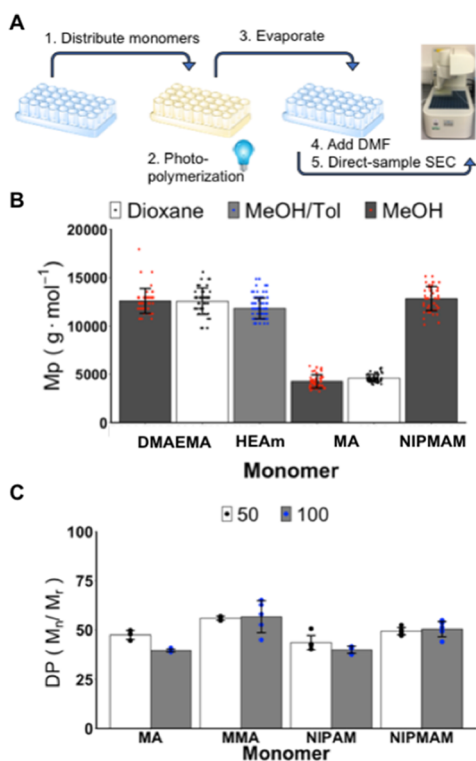 A
1. Distribute monomers
3. Evaporate
2. Photo-
polymerization
4. Add DMF
5. Direct-sample SEC
B
Dioxane MeOH/Tol MeOH
20000
15000
10000
5000
0
Mp ( g · mol⁻¹)
DMAEMA HEAm MA NIPMAM
Monomer
C
50 100
100
75
50
25
0
DP ( Mn/ Mr )
MA MMA NIPAM NIPMAM
Monomer